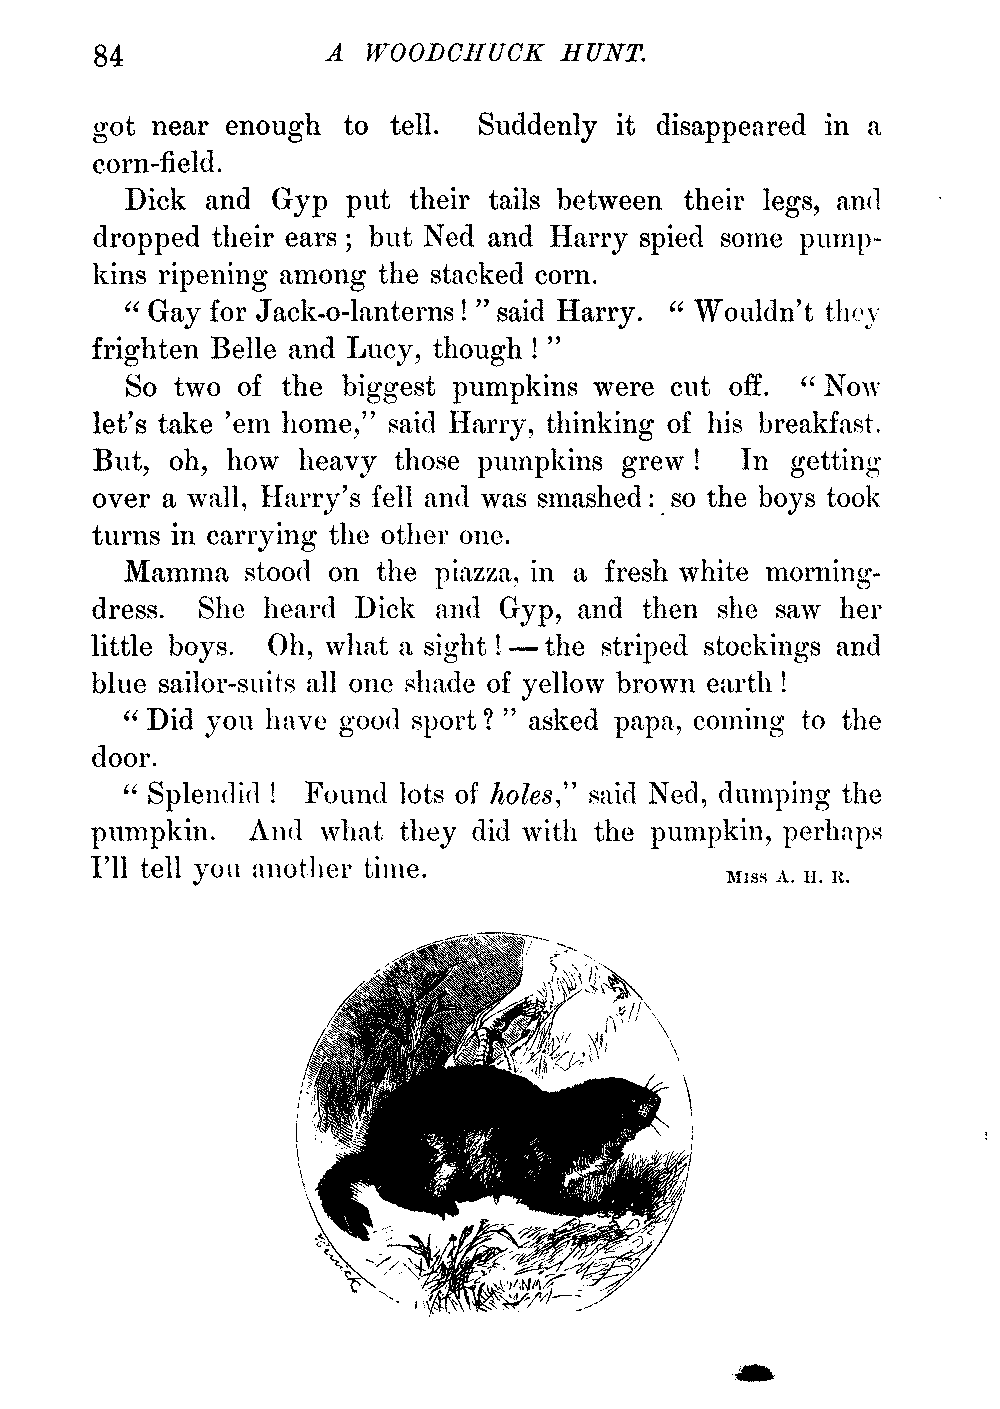 84 A WOODCHUCK HUNT.
got near enough to tell. Suddenly it disappeared in a
corn-field.
Dick and Gyp put their tails between their legs, and
dropped their ears; but Ned and Harry spied some pump-
kins ripening among the stacked corn.
“Gay for Jack-o-lanterns!” said Harry. “Wouldn't they
frighten Belle and Lucy, though!”
So two of the biggest pumpkins were cut off. “Now
let's take 'em home,” said Harry, thinking of his breakfast.
But, oh, how heavy those pumpkins grew! In getting
over a wall, Harry's fell and was smashed: so the boys took
turns in carrying the other one.
Mamma stood on the piazza, in a fresh white morning-
dress. She heard Dick and Gyp, and then she saw her
little boys. Oh, what a sight!—the striped stockings and
blue sailor-suits all one shade of yellow brown earth!
“Did you have good sport?” asked papa, coming to the
door.
“Splendid! Found lots of holes,” said Ned, dumping the
pumpkin. And what they did with the pumpkin, perhaps
I'll tell you another time.
MISS A. H. R.